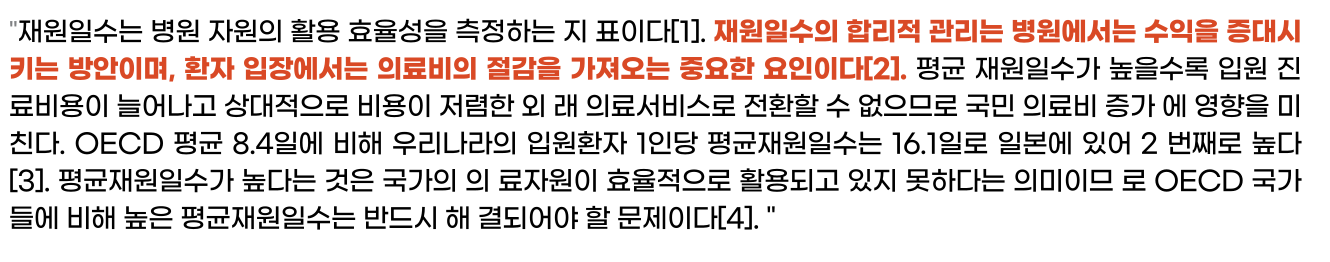 "재원일수는 병원 자원의 활용 효율성을 측정하는 지 표이다[1]. 재원일수의 합리적 관리는 병원에서는 수익을 증대시
키는 방안이며, 환자 입장에서는 의료비의 절감을 가져오는 중요한 요인이다[2]. 평균 재원일수가 높을수록 입원 진
료비용이 늘어나고 상대적으로 비용이 저렴한 외 래 의료서비스로 전환할 수 없으므로 국민 의료비 증가 에 영향을 미
친다. OECD 평균 8.4일에 비해 우리나라의 입원환자 1인당 평균재원일수는 16.1일로 일본에 있어 2 번째로 높다
[3]. 평균재원일수가 높다는 것은 국가의 의 료자원이 효율적으로 활용되고 있지 못하다는 의미이므 로 OECD 국가
들에 비해 높은 평균재원일수는 반드시 해 결되어야 할 문제이다[4]. "